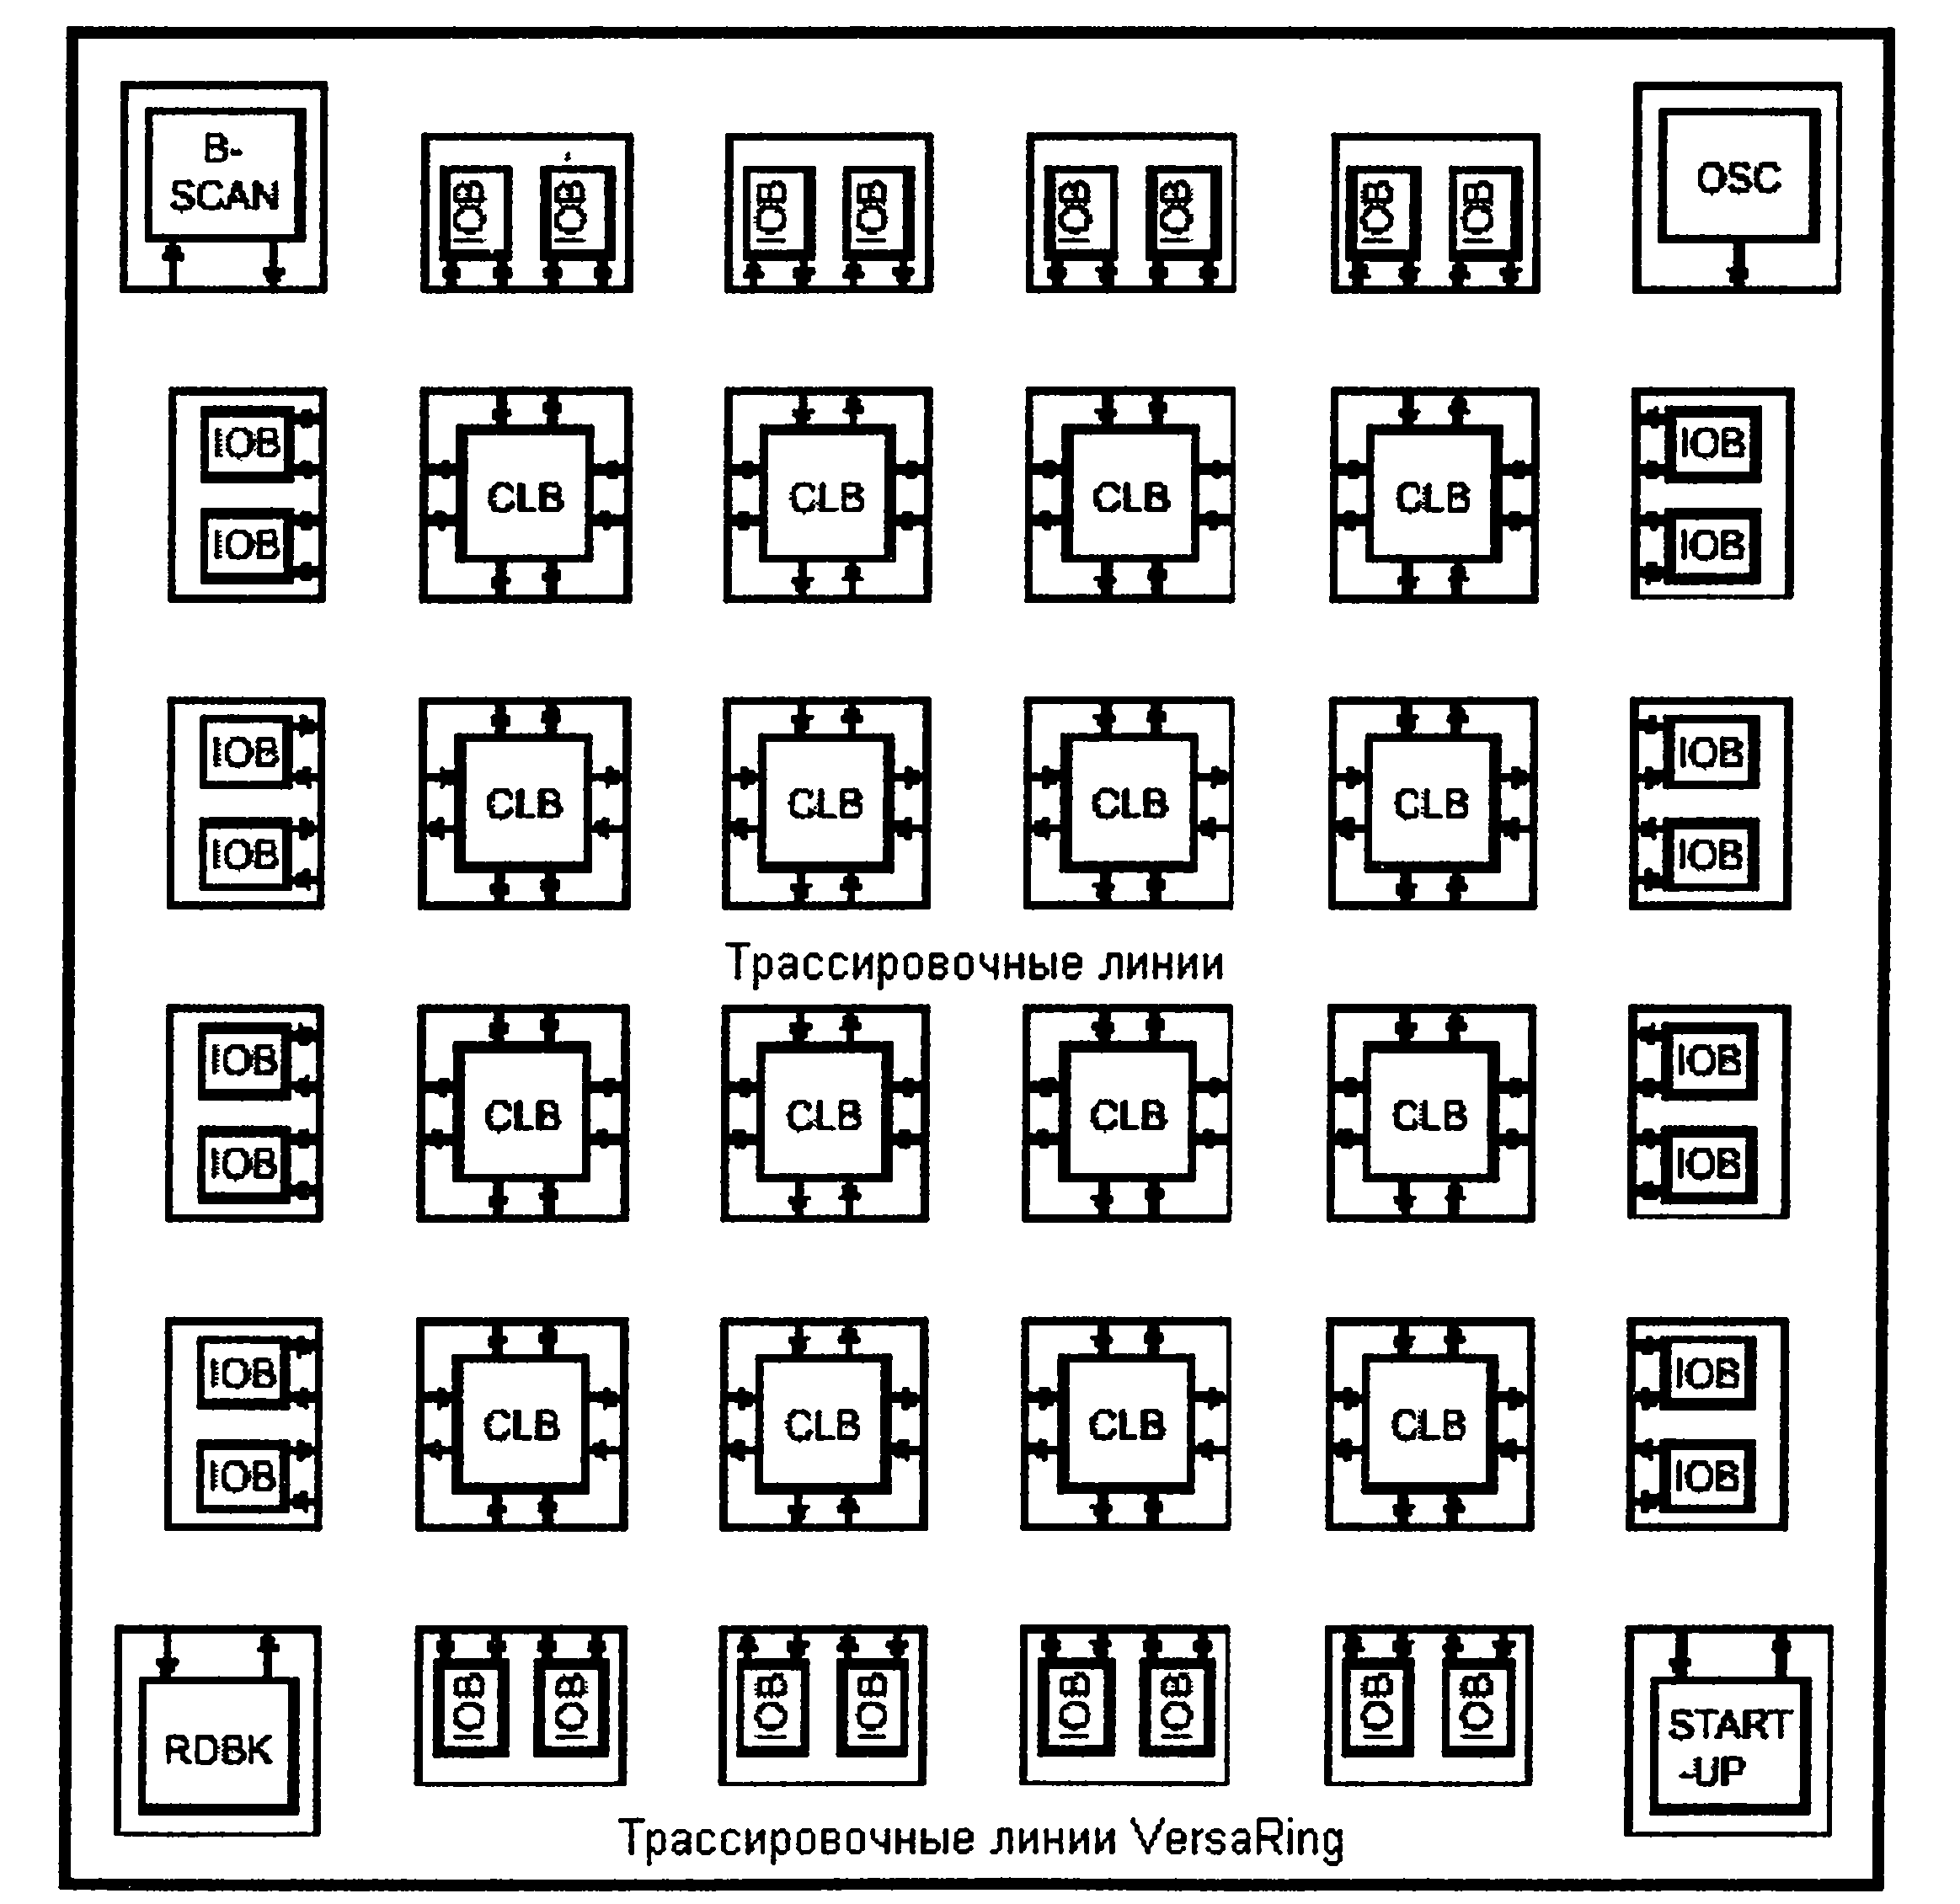 B-
SCAN
IOB IOB IOB IOB IOB IOB IOB IOB
OSC
IOB CLB CLB CLB CLB IOB
IOB IOB
IOB CLB CLB CLB CLB IOB
IOB IOB
Трассировочные линии
IOB CLB CLB CLB CLB IOB
IOB IOB
IOB CLB CLB CLB CLB IOB
IOB IOB
RDBK
IOB IOB IOB IOB IOB IOB IOB IOB
START
-UP
Трассировочные линии VersaRing